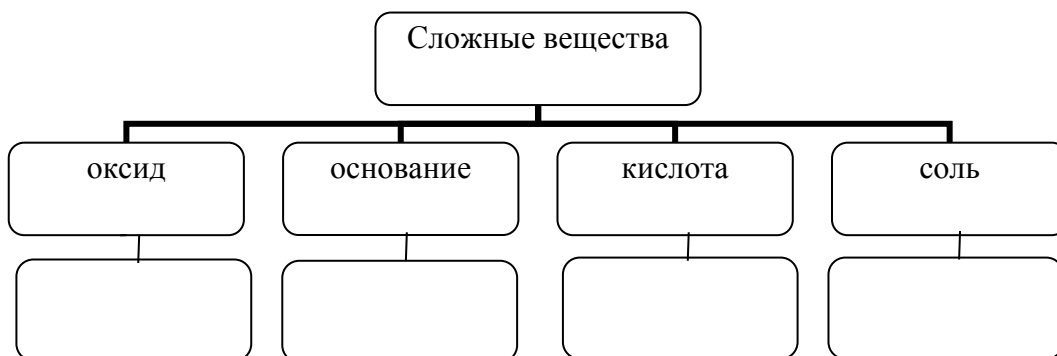 Сложные вещества
оксид
основание
кислота
соль